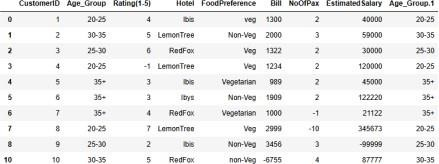 CustomerID Age_Group Rating(1-5) Hotel FoodPreference Bill NoOfPax EstimatedSalary Age_Group.1
0 1 20-25 4 Ibis veg 1300 2 40000 20-25
1 2 30-35 5 LemonTree Non-Veg 2000 3 59000 30-35
2 3 25-30 6 RedFox Veg 1322 2 30000 25-30
3 4 20-25 -1 LemonTree Veg 1234 2 120000 20-25
4 5 35+ 3 Ibis Vegetarian 989 2 45000 35+
5 6 35+ 3 Ibys Non-Veg 1909 2 122220 35+
6 7 35+ 4 RedFox Vegetarian 1000 -1 21122 35+
7 8 20-25 7 LemonTree Veg 2999 -10 345673 20-25
8 9 25-30 2 Ibis Non-Veg 3456 3 -99999 25-30
10 10 30-35 5 RedFox non-Veg -6755 4 87777 30-35